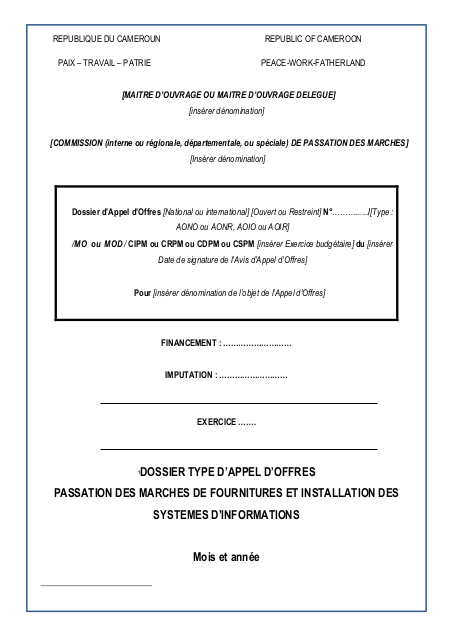 REPUBLIQUE DU CAMEROUN REPUBLIC OF CAMEROON
PAIX – TRAVAIL – PATRIE PEACE-WORK-FATHERLAND
[MAITRE D'OUVRAGE OU MAITRE D'OUVRAGE DELEGUE]
[insérer dénomination]
[COMMISSION (interne ou régionale, départementale, ou spéciale) DE PASSATION DES MARCHES]
[Insérer dénomination]
Dossier d'Appel d'Offres [National ou international] [Ouvert ou Restreint] N°…………../[Type :
AONO ou AONR, AOIO ou AOIR]
/MO ou MOD / CIPM ou CRPM ou CDPM ou CSPM [insérer Exercice budgétaire] du [insérer
Date de signature de l'Avis d'Appel d'Offres]
Pour [insérer dénomination de l'objet de l'Appel d'Offres]
FINANCEMENT : ……………………
IMPUTATION : ……………………
EXERCICE …….
DOSSIER TYPE D'APPEL D'OFFRES
PASSATION DES MARCHES DE FOURNITURES ET INSTALLATION DES
SYSTEMES D'INFORMATIONS
Mois et année